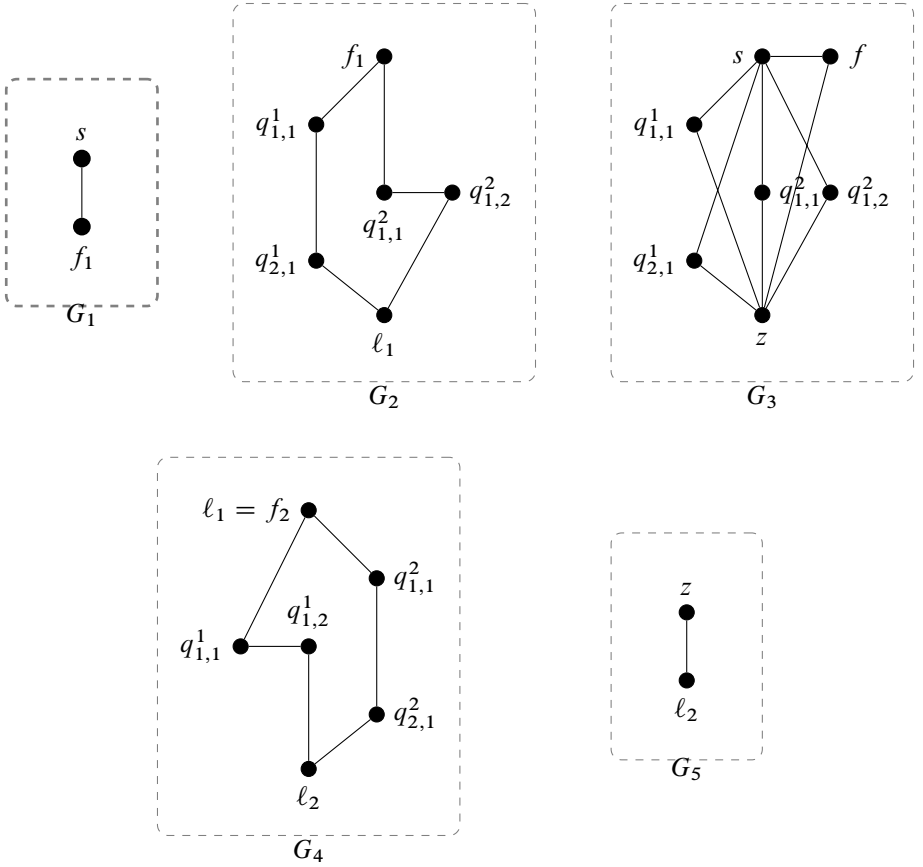 s
f₁
G₁
f₁
q¹₁,₁
q²₁,₁
q²₁,₂
q¹₂,₁
ℓ₁
G₂
s
f
q¹₁,₁
q²₁,₁
q²₁,₂
q¹₂,₁
z
G₃
ℓ₁ = f₂
q²₁,₁
q¹₁,₂
q¹₁,₁
q²₂,₁
ℓ₂
G₄
z
ℓ₂
G₅